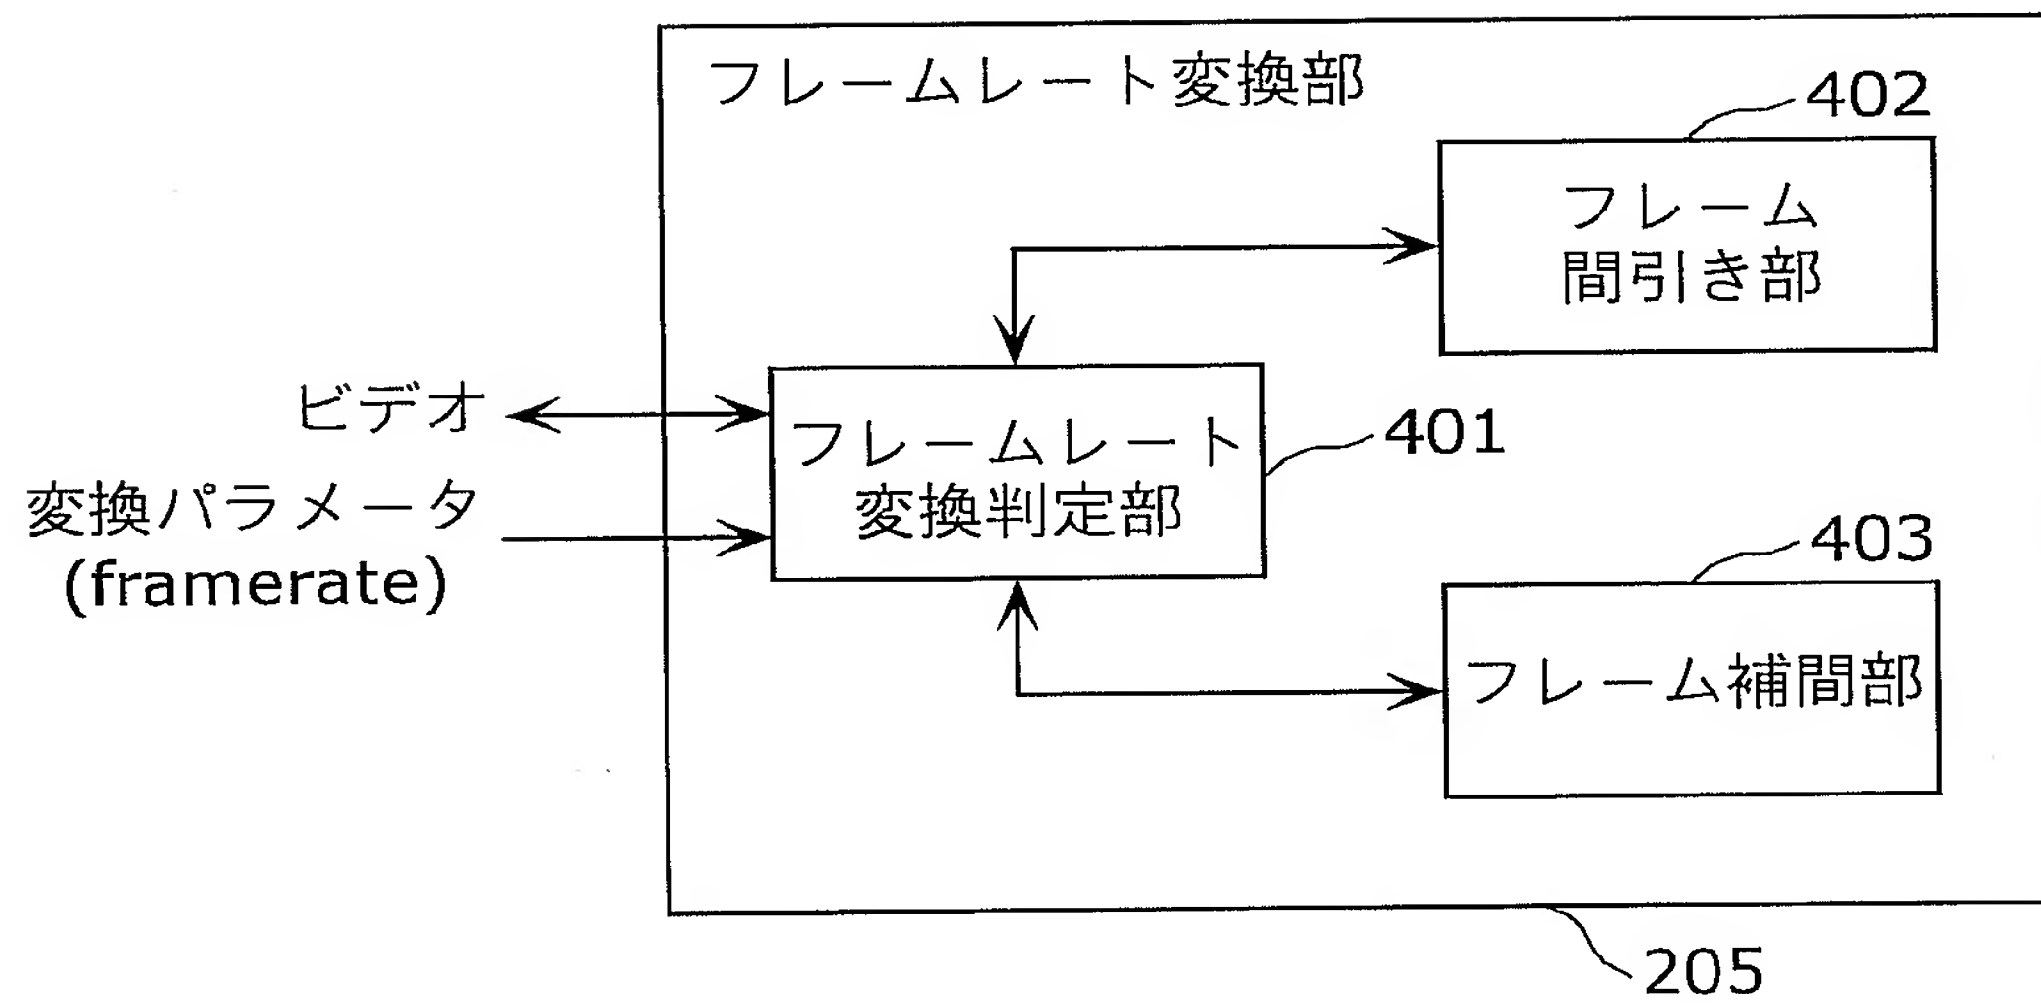 フレームレート変換部
402
フレーム
間引き部
ビデオ
フレームレート
変換判定部
401
変換パラメータ
(framerate)
403
フレーム補間部
205